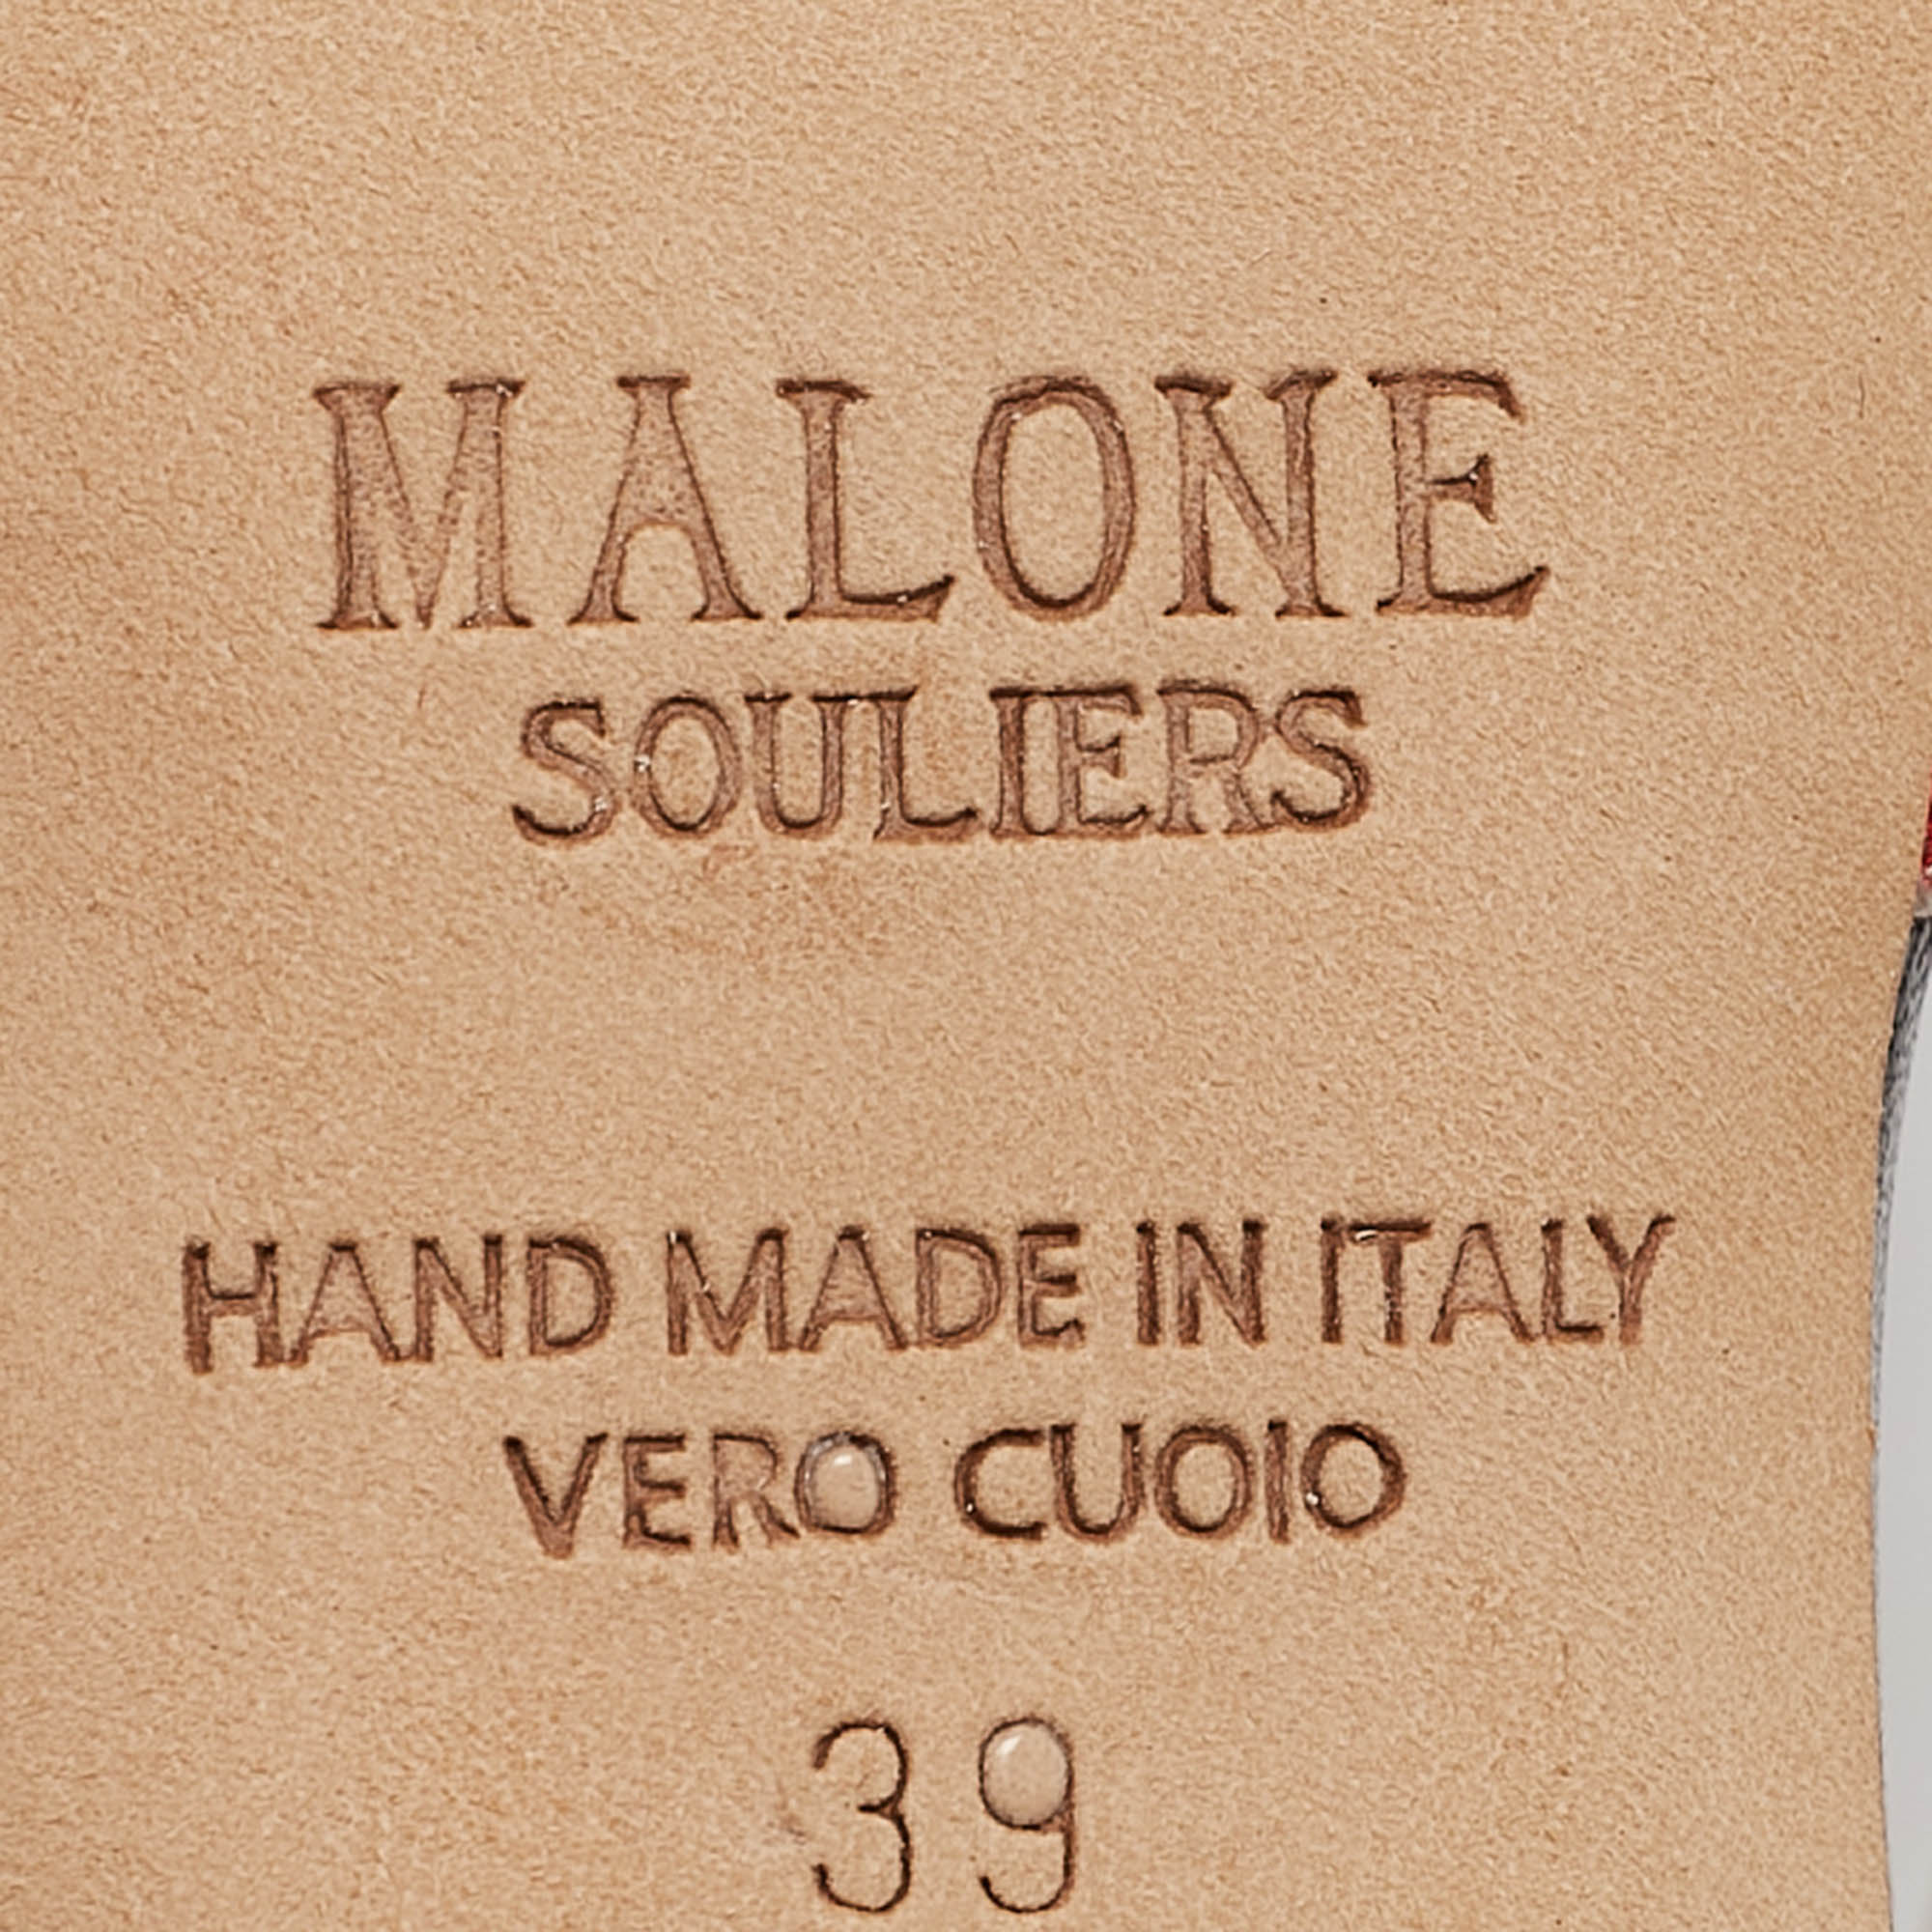 MALONE
SOULIERS
HAND MADE IN ITALY
VERO CUOIO
39